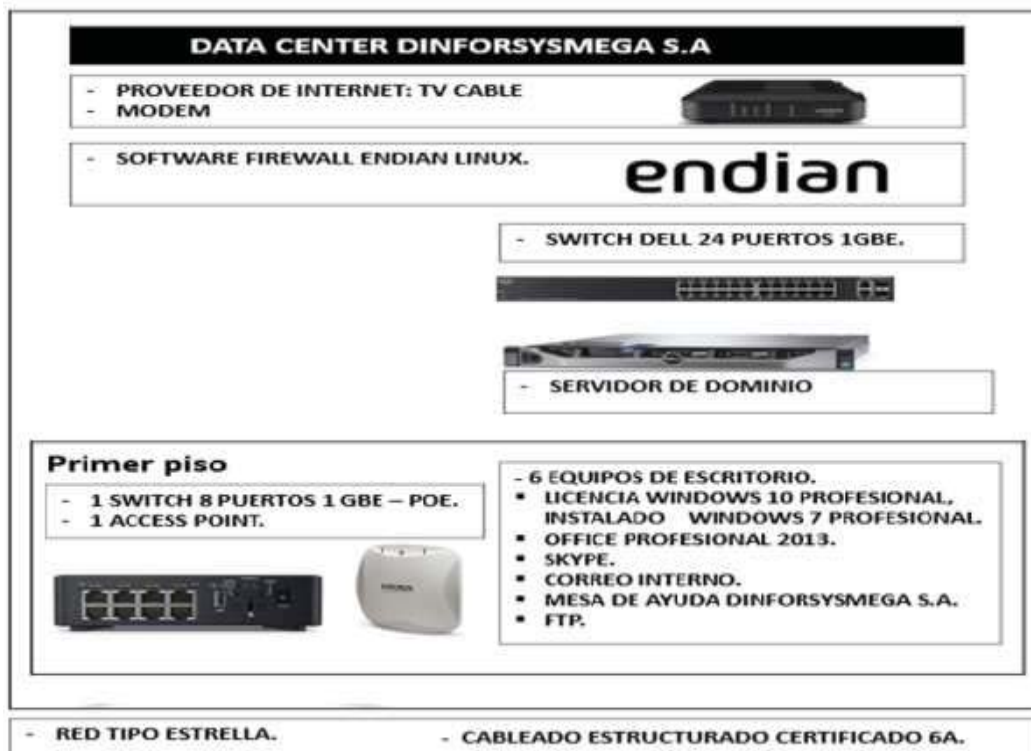 DATA CENTER DINFORSYSMEGA S.A
- PROVEEDOR DE INTERNET: TV CABLE
- MODEM
- SOFTWARE FIREWALL ENDIAN LINUX.
endian
- SWITCH DELL 24 PUERTOS 1GBE.
- SERVIDOR DE DOMINIO
Primer piso
- 1 SWITCH 8 PUERTOS 1 GBE – POE.
- 1 ACCESS POINT.
- 6 EQUIPOS DE ESCRITORIO.
▪ LICENCIA WINDOWS 10 PROFESIONAL,
INSTALADO WINDOWS 7 PROFESIONAL.
▪ OFFICE PROFESIONAL 2013.
▪ SKYPE.
▪ CORREO INTERNO.
▪ MESA DE AYUDA DINFORSYSMEGA S.A.
▪ FTP.
- RED TIPO ESTRELLA.
- CABLEADO ESTRUCTURADO CERTIFICADO 6A.